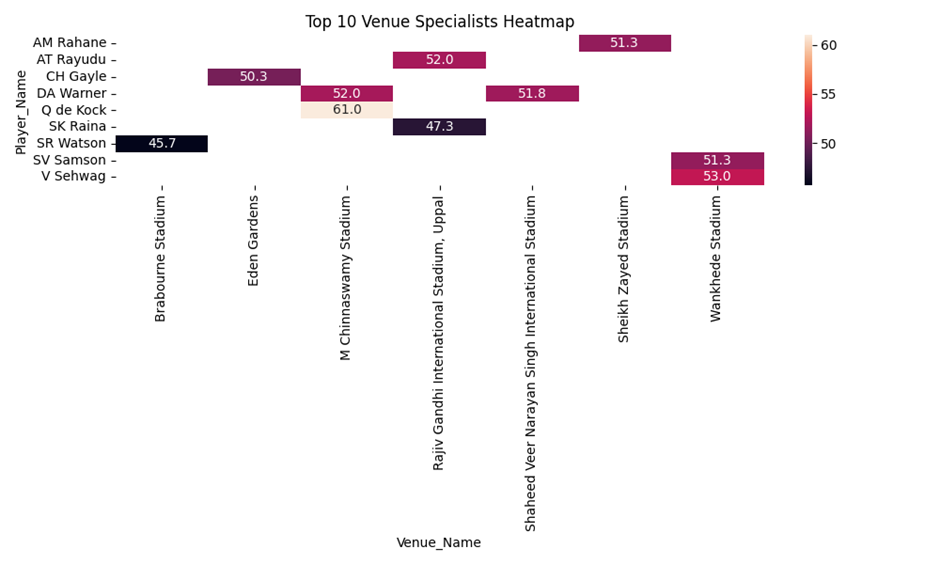 Top 10 Venue Specialists Heatmap
Player_Name
AM Rahane
AT Rayudu
CH Gayle
DA Warner
Q de Kock
SK Raina
SR Watson
SV Samson
V Sehwag
51.3
52.0
50.3
52.0 51.8
61.0
47.3
45.7
51.3
53.0
60
55
50
Brabourne Stadium
Eden Gardens
M Chinnaswamy Stadium
Rajiv Gandhi International Stadium, Uppal
Shaheed Veer Narayan Singh International Stadium
Sheikh Zayed Stadium
Wankhede Stadium
Venue_Name